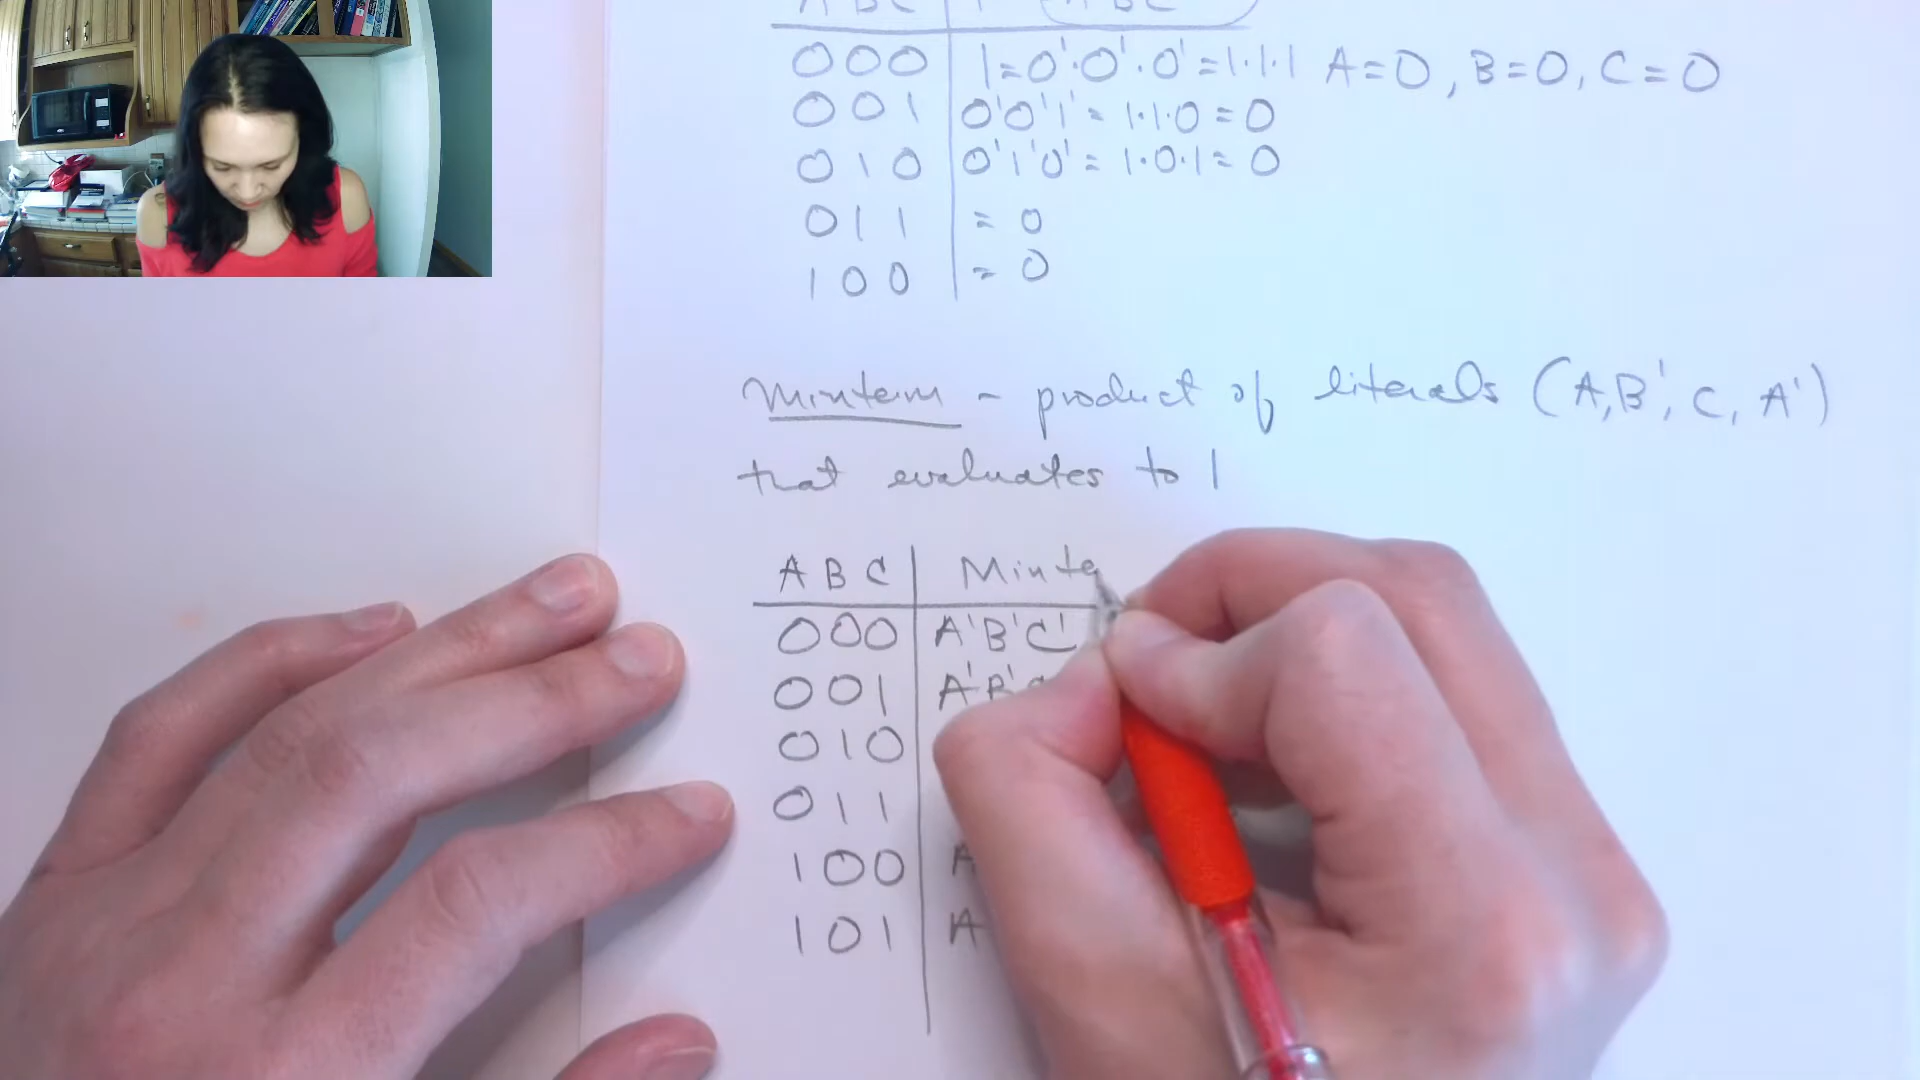 000 1=0'·0'·0'=1·1·1 A=0, B=0, C=0
001 0'0'1'=1·1·0=0
010 0'1'0'=1·0·1=0
011 =0
100 =0
Minterm - product of literals (A, B', C, A')
that evaluates to 1
A B C Minte
000 A'B'C'
001 A'B'
010
011
100 A
101 A